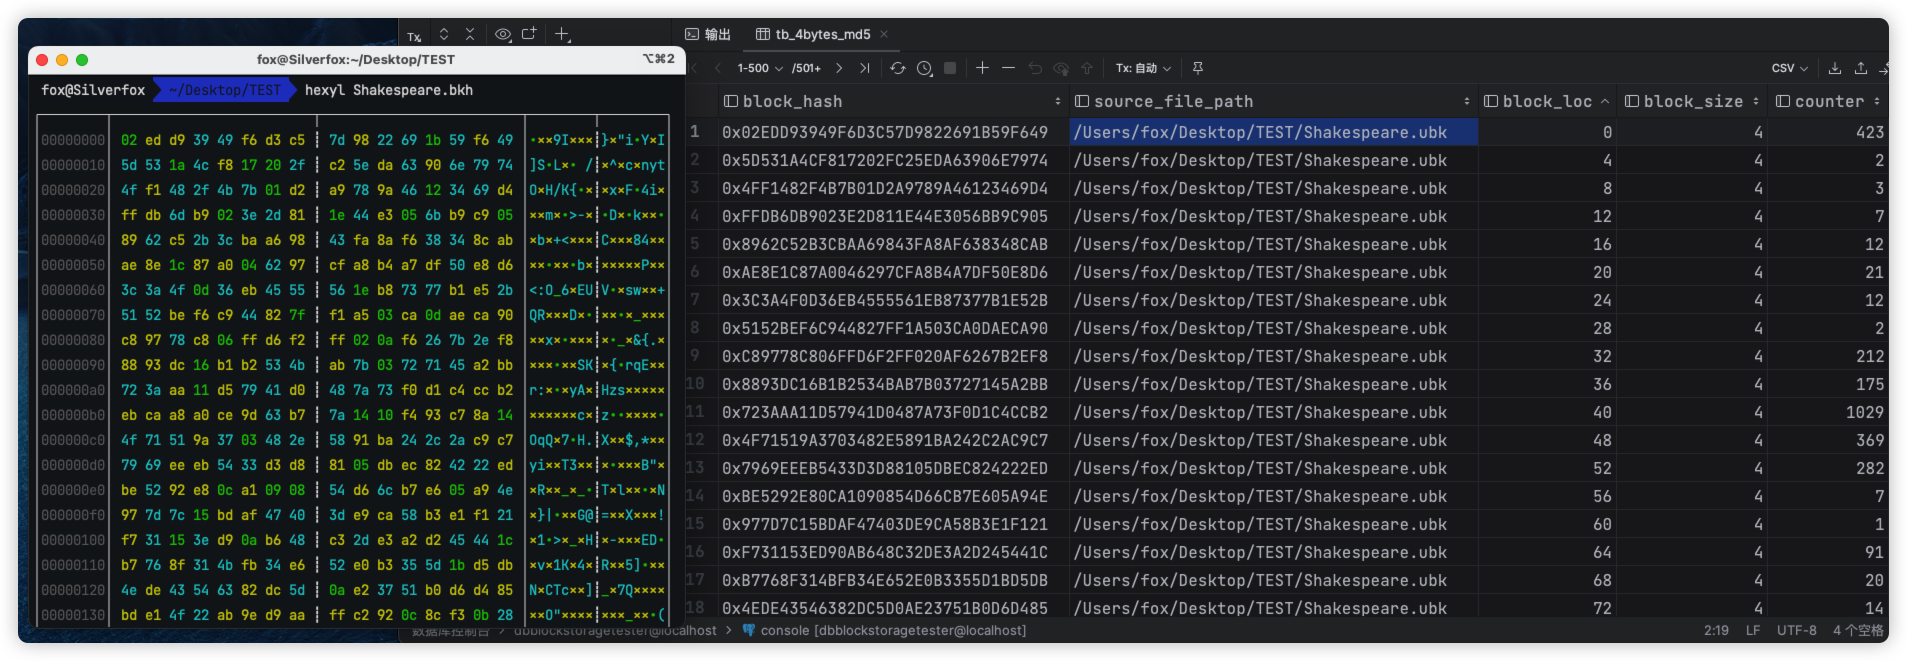 Tx
输出
tb_4bytes_md5
fox@Silverfox:~/Desktop/TEST
⌥⌘2
1-500
/501+
Tx: 自动
CSV
fox@Silverfox ~/Desktop/TEST hexyl Shakespeare.bkh
00000000 02 ed d9 39 49 f6 d3 c5 ┊ 7d 98 22 69 1b 59 f6 49 •××9I×××┊}×"i•Y×I
00000010 5d 53 1a 4c f8 17 20 2f ┊ c2 5e da 63 90 6e 79 74 ]S•L×• /┊×^×c×nyt
00000020 4f f1 48 2f 4b 7b 01 d2 ┊ a9 78 9a 46 12 34 69 d4 O×H/K{•×┊×x×F•4i×
00000030 ff db 6d b9 02 3e 2d 81 ┊ 1e 44 e3 05 6b b9 c9 05 ××m×•>-×┊•D×•k××•
00000040 89 62 c5 2b 3c ba a6 98 ┊ 43 fa 8a f6 38 34 8c ab ×b×+<×××┊C×××84××
00000050 ae 8e 1c 87 a0 04 62 97 ┊ cf a8 b4 a7 df 50 e8 d6 ××•××•b×┊×××××P××
00000060 3c 3a 4f 0d 36 eb 45 55 ┊ 56 1e b8 73 77 b1 e5 2b <:O_6×EU┊V•×sw××+
00000070 51 52 be f6 c9 44 82 7f ┊ f1 a5 03 ca 0d ae ca 90 QR×××D×•┊××•×_×××
00000080 c8 97 78 c8 06 ff d6 f2 ┊ ff 02 0a f6 26 7b 2e f8 ××x×•×××┊×•_×&{.×
00000090 88 93 dc 16 b1 b2 53 4b ┊ ab 7b 03 72 71 45 a2 bb ×××•××SK┊×{•rqE××
000000a0 72 3a aa 11 d5 79 41 d0 ┊ 48 7a 73 f0 d1 c4 cc b2 r:×•×yA×┊Hzs×××××
000000b0 eb ca a8 a0 ce 9d 63 b7 ┊ 7a 14 10 f4 93 c7 8a 14 ××××××c×┊z••××××•
000000c0 4f 71 51 9a 37 03 48 2e ┊ 58 91 ba 24 2c 2a c9 c7 OqQ×7•H.┊X××$,*××
000000d0 79 69 ee eb 54 33 d3 d8 ┊ 81 05 db ec 82 42 22 ed yi××T3××┊×•×××B"×
000000e0 be 52 92 e8 0c a1 09 08 ┊ 54 d6 6c b7 e6 05 a9 4e ×R××_×_•┊T×l××•×N
000000f0 97 7d 7c 15 bd af 47 40 ┊ 3d e9 ca 58 b3 e1 f1 21 ×}|•××G@┊=××X×××!
00000100 f7 31 15 3e d9 0a b6 48 ┊ c3 2d e3 a2 d2 45 44 1c ×1•>×_×H┊×-×××ED•
00000110 b7 76 8f 31 4b fb 34 e6 ┊ 52 e0 b3 35 5d 1b d5 db ×v×1K×4×┊R××5]•××
00000120 4e de 43 54 63 82 dc 5d ┊ 0a e2 37 51 b0 d6 d4 85 N×CTc××]┊_×7Q××××
00000130 bd e1 4f 22 ab 9e d9 aa ┊ ff c2 92 0c 8c f3 0b 28 ××O"××××┊×××_××•(
block_hash source_file_path block_loc block_size counter
1 0x02EDD93949F6D3C57D9822691B59F649 /Users/fox/Desktop/TEST/Shakespeare.ubk 0 4 423
2 0x5D531A4CF817202FC25EDA63906E7974 /Users/fox/Desktop/TEST/Shakespeare.ubk 4 4 2
3 0x4FF1482F4B7B01D2A9789A46123469D4 /Users/fox/Desktop/TEST/Shakespeare.ubk 8 4 3
4 0xFFDB6DB9023E2D811E44E3056BB9C905 /Users/fox/Desktop/TEST/Shakespeare.ubk 12 4 7
5 0x8962C52B3CBAA69843FA8AF638348CAB /Users/fox/Desktop/TEST/Shakespeare.ubk 16 4 12
6 0xAE8E1C87A0046297CFA8B4A7DF50E8D6 /Users/fox/Desktop/TEST/Shakespeare.ubk 20 4 21
7 0x3C3A4F0D36EB4555561EB87377B1E52B /Users/fox/Desktop/TEST/Shakespeare.ubk 24 4 12
8 0x5152BEF6C944827FF1A503CA0DAECA90 /Users/fox/Desktop/TEST/Shakespeare.ubk 28 4 2
9 0xC89778C806FFD6F2FF020AF6267B2EF8 /Users/fox/Desktop/TEST/Shakespeare.ubk 32 4 212
10 0x8893DC16B1B2534BAB7B03727145A2BB /Users/fox/Desktop/TEST/Shakespeare.ubk 36 4 175
11 0x723AAA11D57941D0487A73F0D1C4CCB2 /Users/fox/Desktop/TEST/Shakespeare.ubk 40 4 1029
12 0x4F71519A3703482E5891BA242C2AC9C7 /Users/fox/Desktop/TEST/Shakespeare.ubk 48 4 369
13 0x7969EEEB5433D3D88105DBEC824222ED /Users/fox/Desktop/TEST/Shakespeare.ubk 52 4 282
14 0xBE5292E80CA1090854D66CB7E605A94E /Users/fox/Desktop/TEST/Shakespeare.ubk 56 4 7
15 0x977D7C15BDAF47403DE9CA58B3E1F121 /Users/fox/Desktop/TEST/Shakespeare.ubk 60 4 1
16 0xF731153ED90AB648C32DE3A2D245441C /Users/fox/Desktop/TEST/Shakespeare.ubk 64 4 91
17 0xB7768F314BFB34E652E0B3355D1BD5DB /Users/fox/Desktop/TEST/Shakespeare.ubk 68 4 20
18 0x4EDE43546382DC5D0AE23751B0D6D485 /Users/fox/Desktop/TEST/Shakespeare.ubk 72 4 14
数据库控制台 > dbblockstoragetester@localhost > console [dbblockstoragetester@localhost]
2:19 LF UTF-8 4 个空格